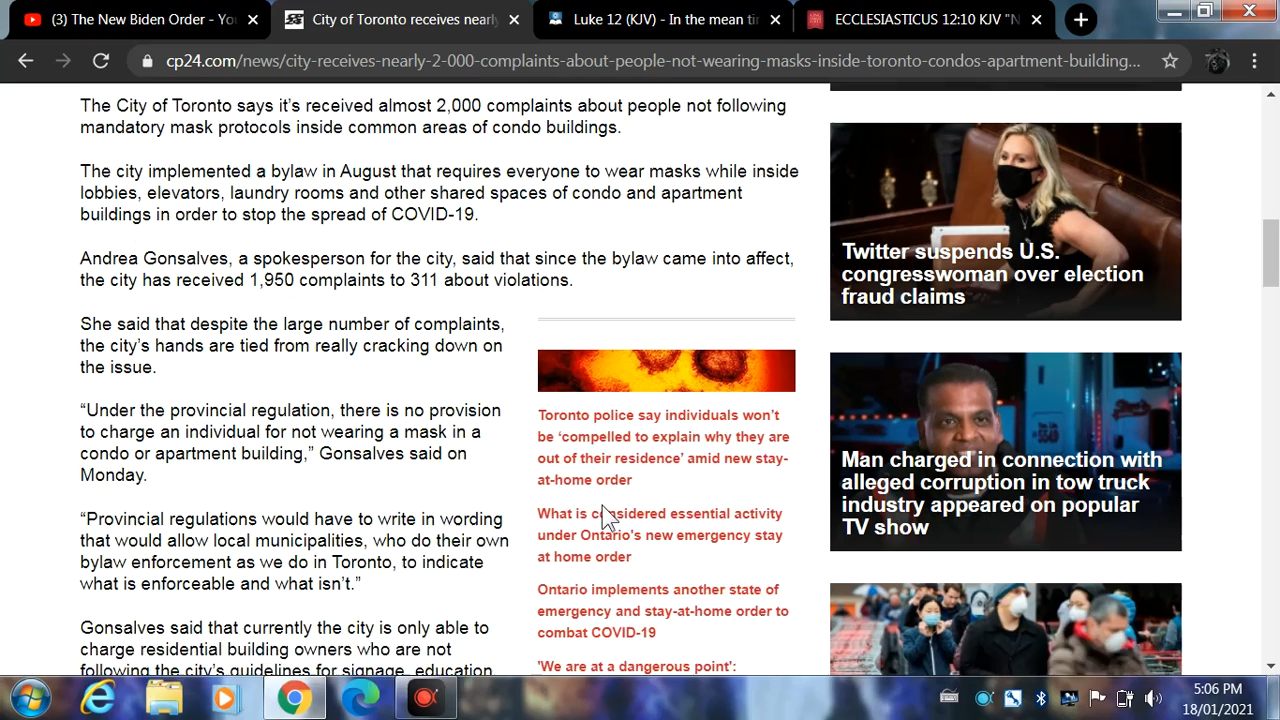 (3) The New Biden Order - Yo
City of Toronto receives nearly
Luke 12 (KJV) - In the mean tim
ECCLESIASTICUS 12:10 KJV "N
cp24.com/news/city-receives-nearly-2-000-complaints-about-people-not-wearing-masks-inside-toronto-condos-apartment-building...
The City of Toronto says it's received almost 2,000 complaints about people not following
mandatory mask protocols inside common areas of condo buildings.
The city implemented a bylaw in August that requires everyone to wear masks while inside
lobbies, elevators, laundry rooms and other shared spaces of condo and apartment
buildings in order to stop the spread of COVID-19.
Andrea Gonsalves, a spokesperson for the city, said that since the bylaw came into affect,
the city has received 1,950 complaints to 311 about violations.
She said that despite the large number of complaints,
the city's hands are tied from really cracking down on
the issue.
“Under the provincial regulation, there is no provision
to charge an individual for not wearing a mask in a
condo or apartment building,” Gonsalves said on
Monday.
“Provincial regulations would have to write in wording
that would allow local municipalities, who do their own
bylaw enforcement as we do in Toronto, to indicate
what is enforceable and what isn't.”
Gonsalves said that currently the city is only able to
charge residential building owners who are not
following the city's guidelines for signage, education
Toronto police say individuals won't
be ‘compelled to explain why they are
out of their residence’ amid new stay-
at-home order
What is considered essential activity
under Ontario's new emergency stay
at home order
Ontario implements another state of
emergency and stay-at-home order to
combat COVID-19
'We are at a dangerous point':
Twitter suspends U.S.
congresswoman over election
fraud claims
Man charged in connection with
alleged corruption in tow truck
industry appeared on popular
TV show
5:06 PM
18/01/2021